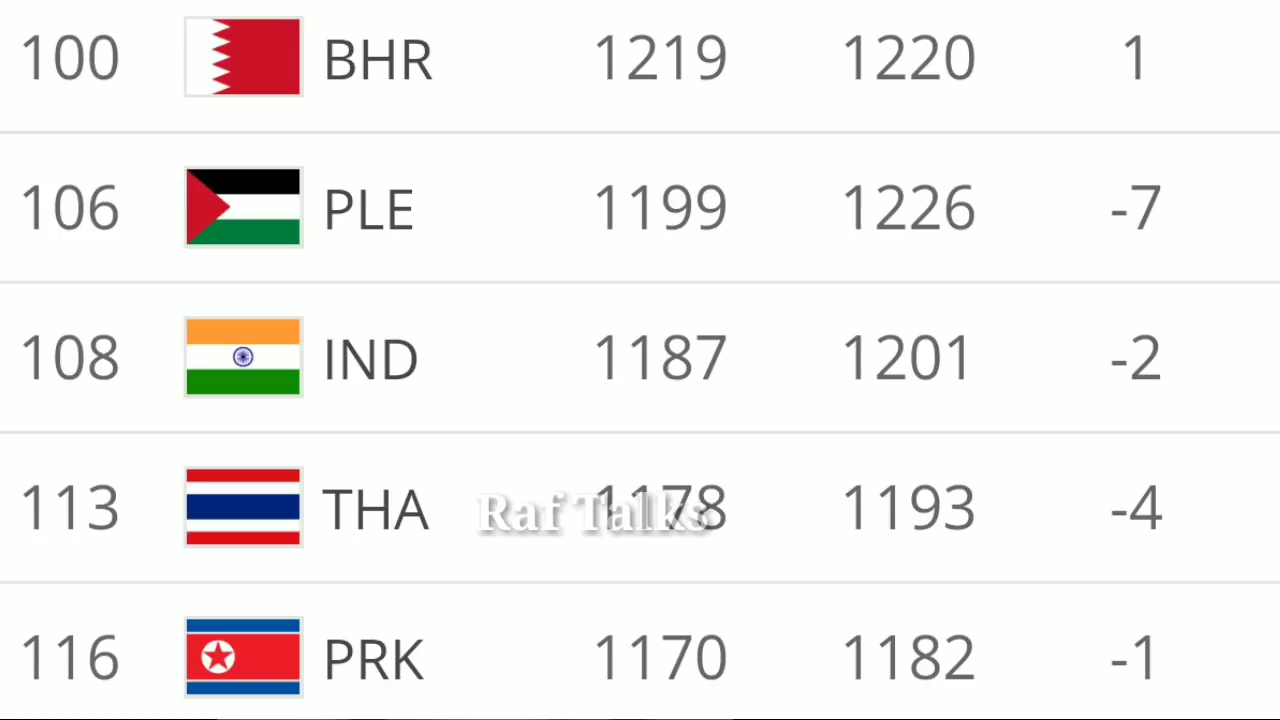 100 BHR 1219 1220 1
106 PLE 1199 1226 -7
108 IND 1187 1201 -2
113 THA 1178 1193 -4
Raf Talks
116 PRK 1170 1182 -1